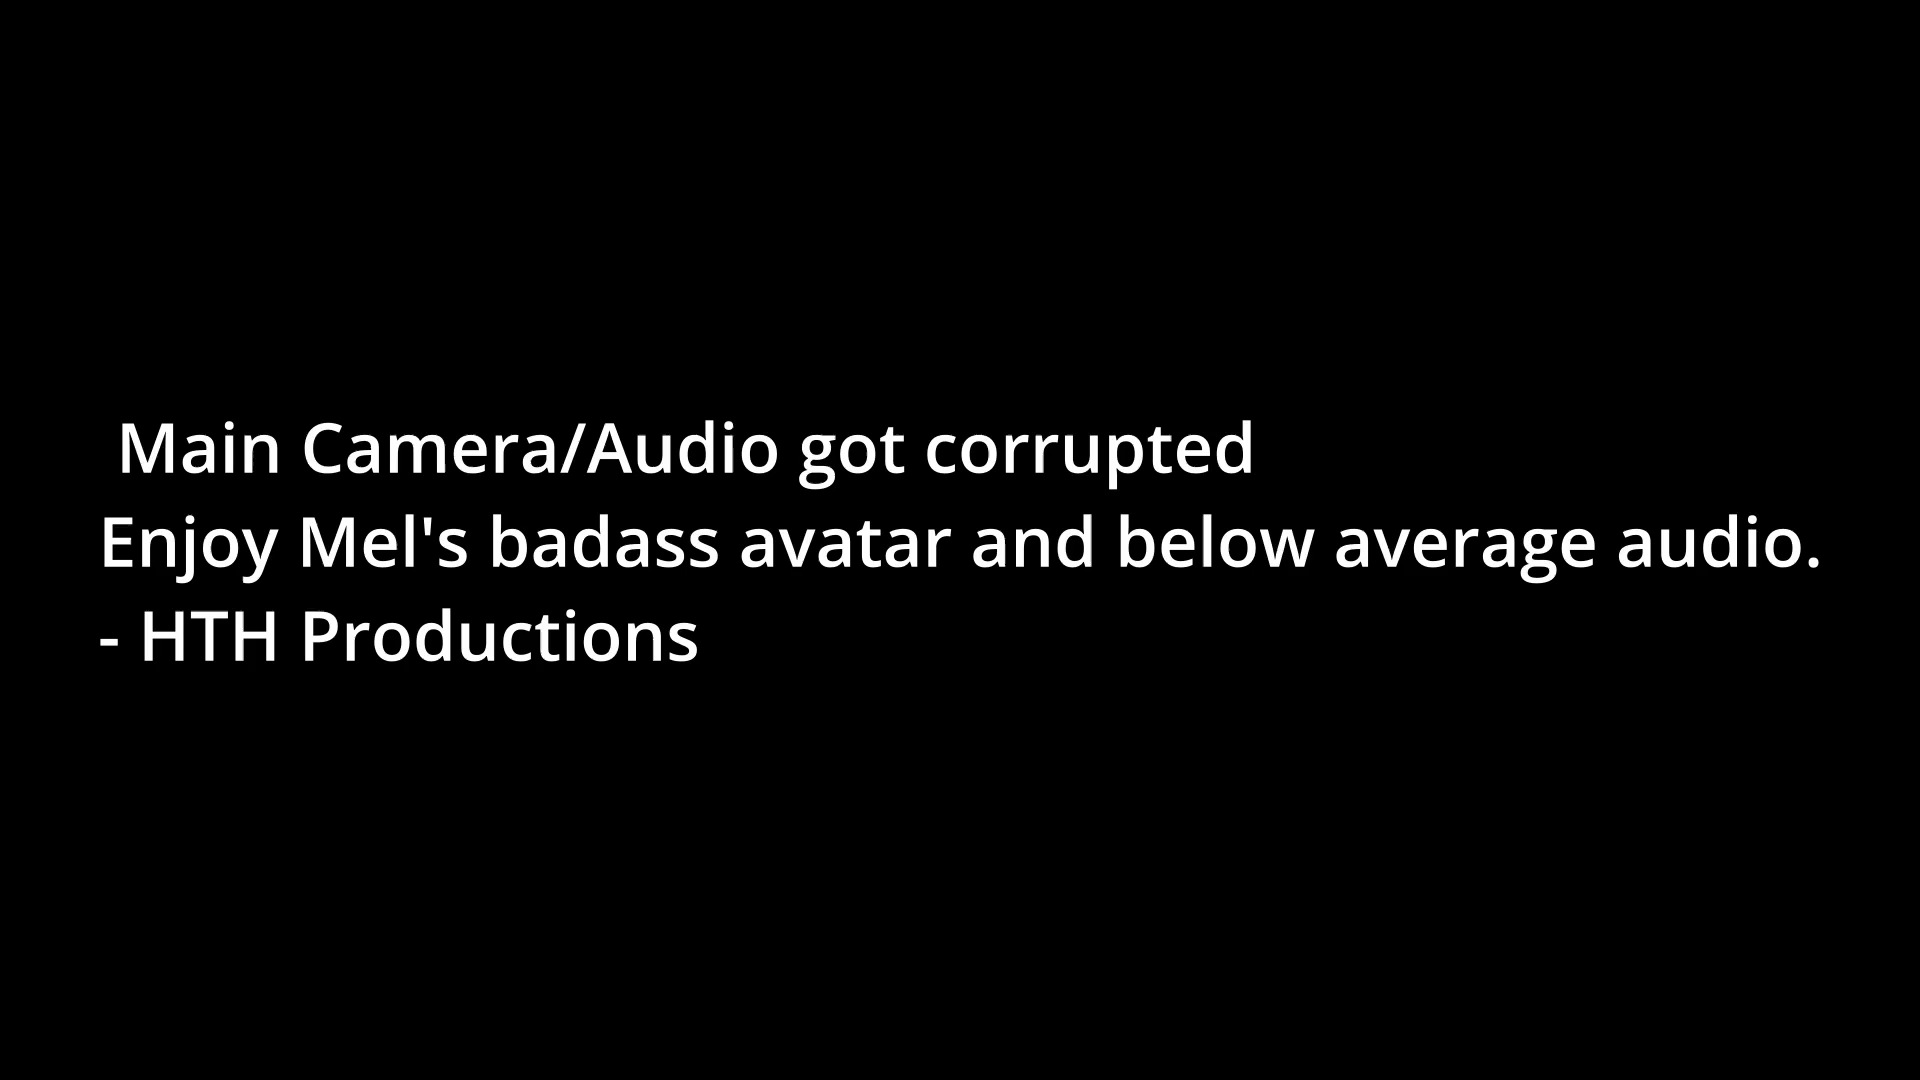 Main Camera/Audio got corrupted
Enjoy Mel's badass avatar and below average audio.
- HTH Productions